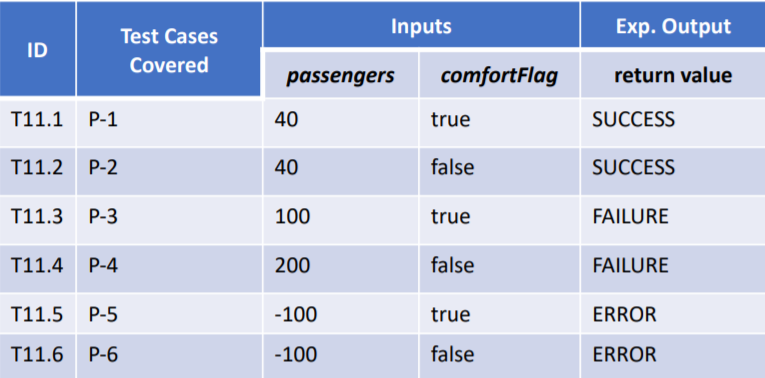 ID Test Cases Covered Inputs Exp. Output
passengers comfortFlag return value
T11.1 P-1 40 true SUCCESS
T11.2 P-2 40 false SUCCESS
T11.3 P-3 100 true FAILURE
T11.4 P-4 200 false FAILURE
T11.5 P-5 -100 true ERROR
T11.6 P-6 -100 false ERROR